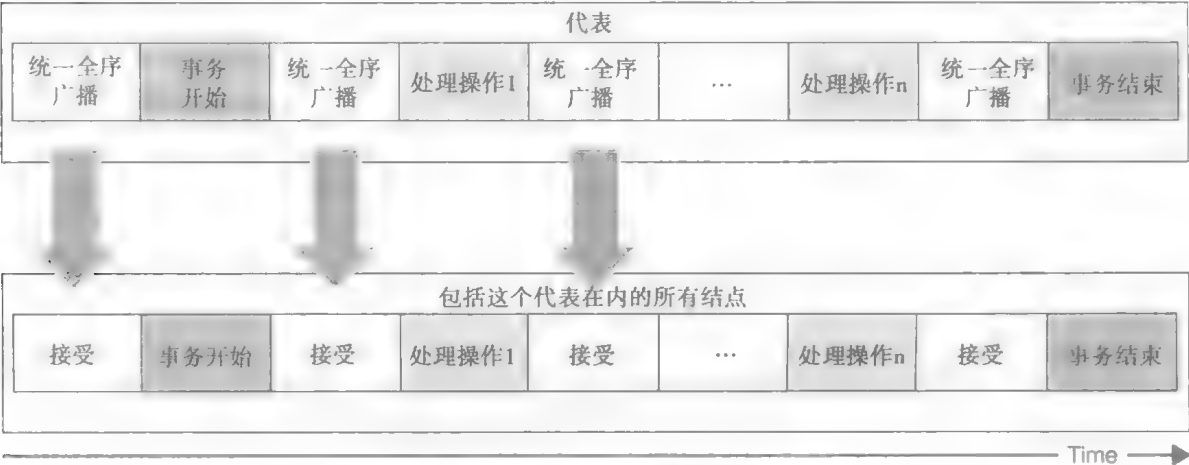 代表
统一全序
广播
事务
开始
统一全序
广播
处理操作1
统一全序
广播
…
处理操作n
统一全序
广播
事务结束
包括这个代表在内的所有结点
接受
事务开始
接受
处理操作1
接受
…
处理操作n
接受
事务结束
Time